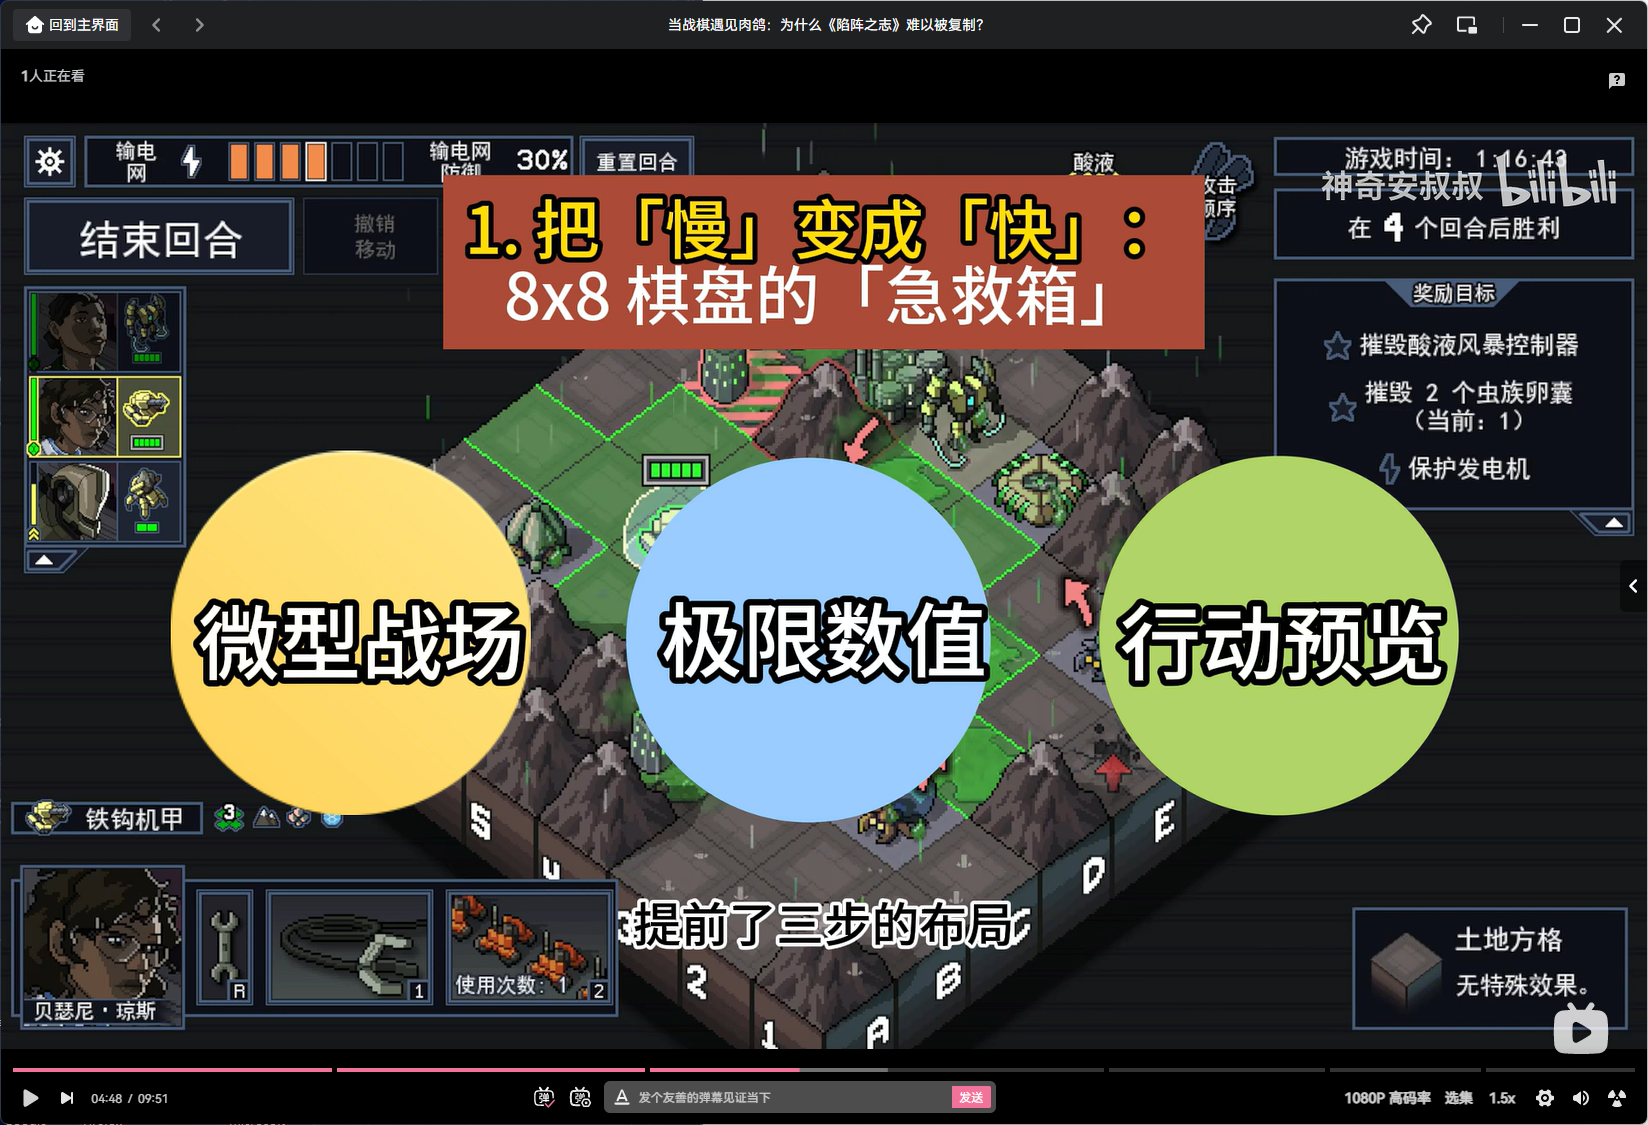 回到主界面
当战棋遇见肉鸽：为什么《陷阵之志》难以被复制？
1人正在看
输电网
输电网防御
30%
重置回合
酸液
攻击顺序
游戏时间： 1:16:43
神奇安叔叔 bilibili
在 4 个回合后胜利
结束回合
撤销移动
1. 把「慢」变成「快」：
8x8 棋盘的「急救箱」
奖励目标
摧毁酸液风暴控制器
摧毁 2 个虫族卵囊
（当前：1）
保护发电机
微型战场
极限数值
行动预览
铁钩机甲
3
S
U
E
D
提前了三步的布局
C
B
A
2
1
贝瑟尼·琼斯
R
1
使用次数： 1
2
土地方格
无特殊效果。
04:48 / 09:51
弹
弹
A 发个友善的弹幕见证当下
发送
1080P 高码率
选集
1.5x